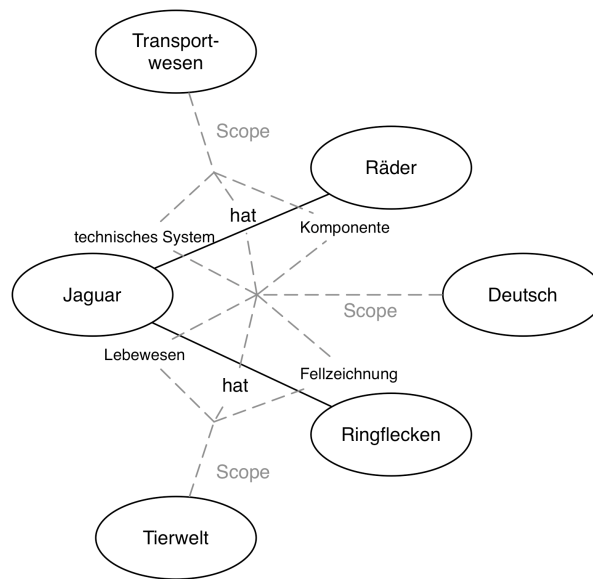 Transport-
wesen
Scope
Räder
hat
Komponente
technisches System
Jaguar
Deutsch
Scope
Lebewesen
Fellzeichnung
hat
Ringflecken
Scope
Tierwelt